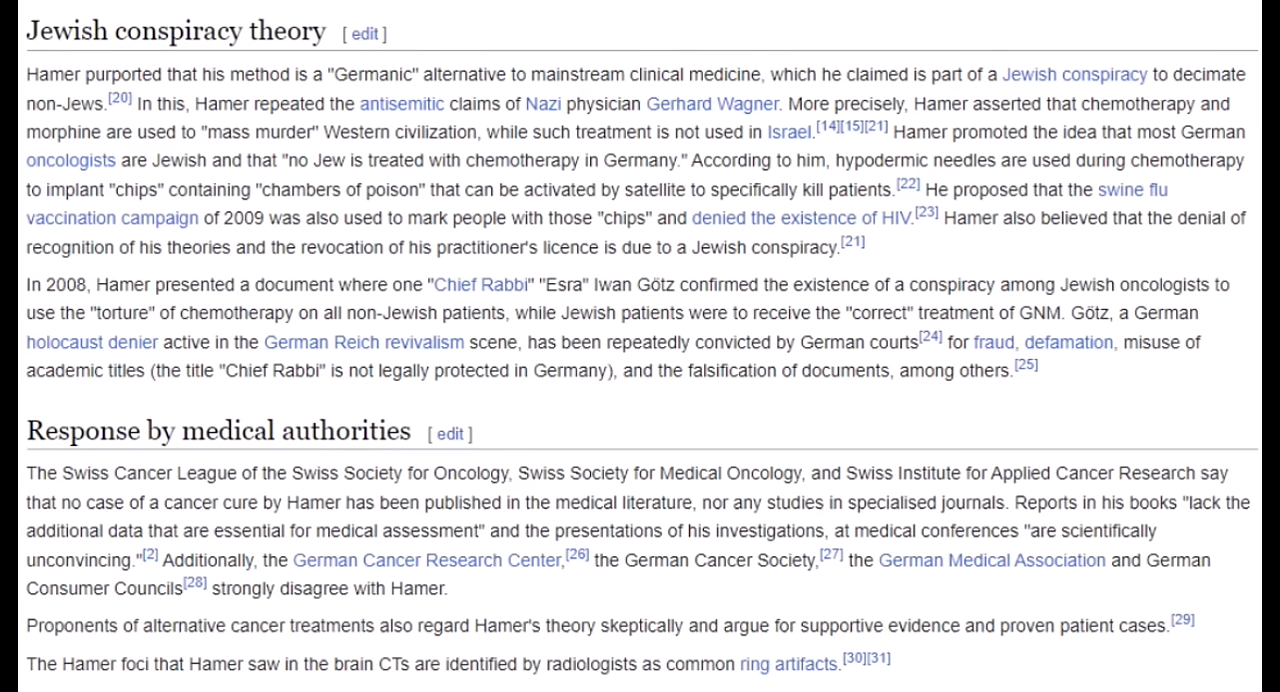 Jewish conspiracy theory [ edit ]
Hamer purported that his method is a "Germanic" alternative to mainstream clinical medicine, which he claimed is part of a Jewish conspiracy to decimate
non-Jews.[20] In this, Hamer repeated the antisemitic claims of Nazi physician Gerhard Wagner. More precisely, Hamer asserted that chemotherapy and
morphine are used to "mass murder" Western civilization, while such treatment is not used in Israel.[14][15][21] Hamer promoted the idea that most German
oncologists are Jewish and that "no Jew is treated with chemotherapy in Germany." According to him, hypodermic needles are used during chemotherapy
to implant "chips" containing "chambers of poison" that can be activated by satellite to specifically kill patients.[22] He proposed that the swine flu
vaccination campaign of 2009 was also used to mark people with those "chips" and denied the existence of HIV.[23] Hamer also believed that the denial of
recognition of his theories and the revocation of his practitioner's licence is due to a Jewish conspiracy.[21]
In 2008, Hamer presented a document where one "Chief Rabbi" "Esra" Iwan Götz confirmed the existence of a conspiracy among Jewish oncologists to
use the "torture" of chemotherapy on all non-Jewish patients, while Jewish patients were to receive the "correct" treatment of GNM. Götz, a German
holocaust denier active in the German Reich revivalism scene, has been repeatedly convicted by German courts[24] for fraud, defamation, misuse of
academic titles (the title "Chief Rabbi" is not legally protected in Germany), and the falsification of documents, among others.[25]
Response by medical authorities [ edit ]
The Swiss Cancer League of the Swiss Society for Oncology, Swiss Society for Medical Oncology, and Swiss Institute for Applied Cancer Research say
that no case of a cancer cure by Hamer has been published in the medical literature, nor any studies in specialised journals. Reports in his books "lack the
additional data that are essential for medical assessment" and the presentations of his investigations, at medical conferences "are scientifically
unconvincing."[2] Additionally, the German Cancer Research Center,[26] the German Cancer Society,[27] the German Medical Association and German
Consumer Councils[28] strongly disagree with Hamer.
Proponents of alternative cancer treatments also regard Hamer's theory skeptically and argue for supportive evidence and proven patient cases.[29]
The Hamer foci that Hamer saw in the brain CTs are identified by radiologists as common ring artifacts.[30][31]